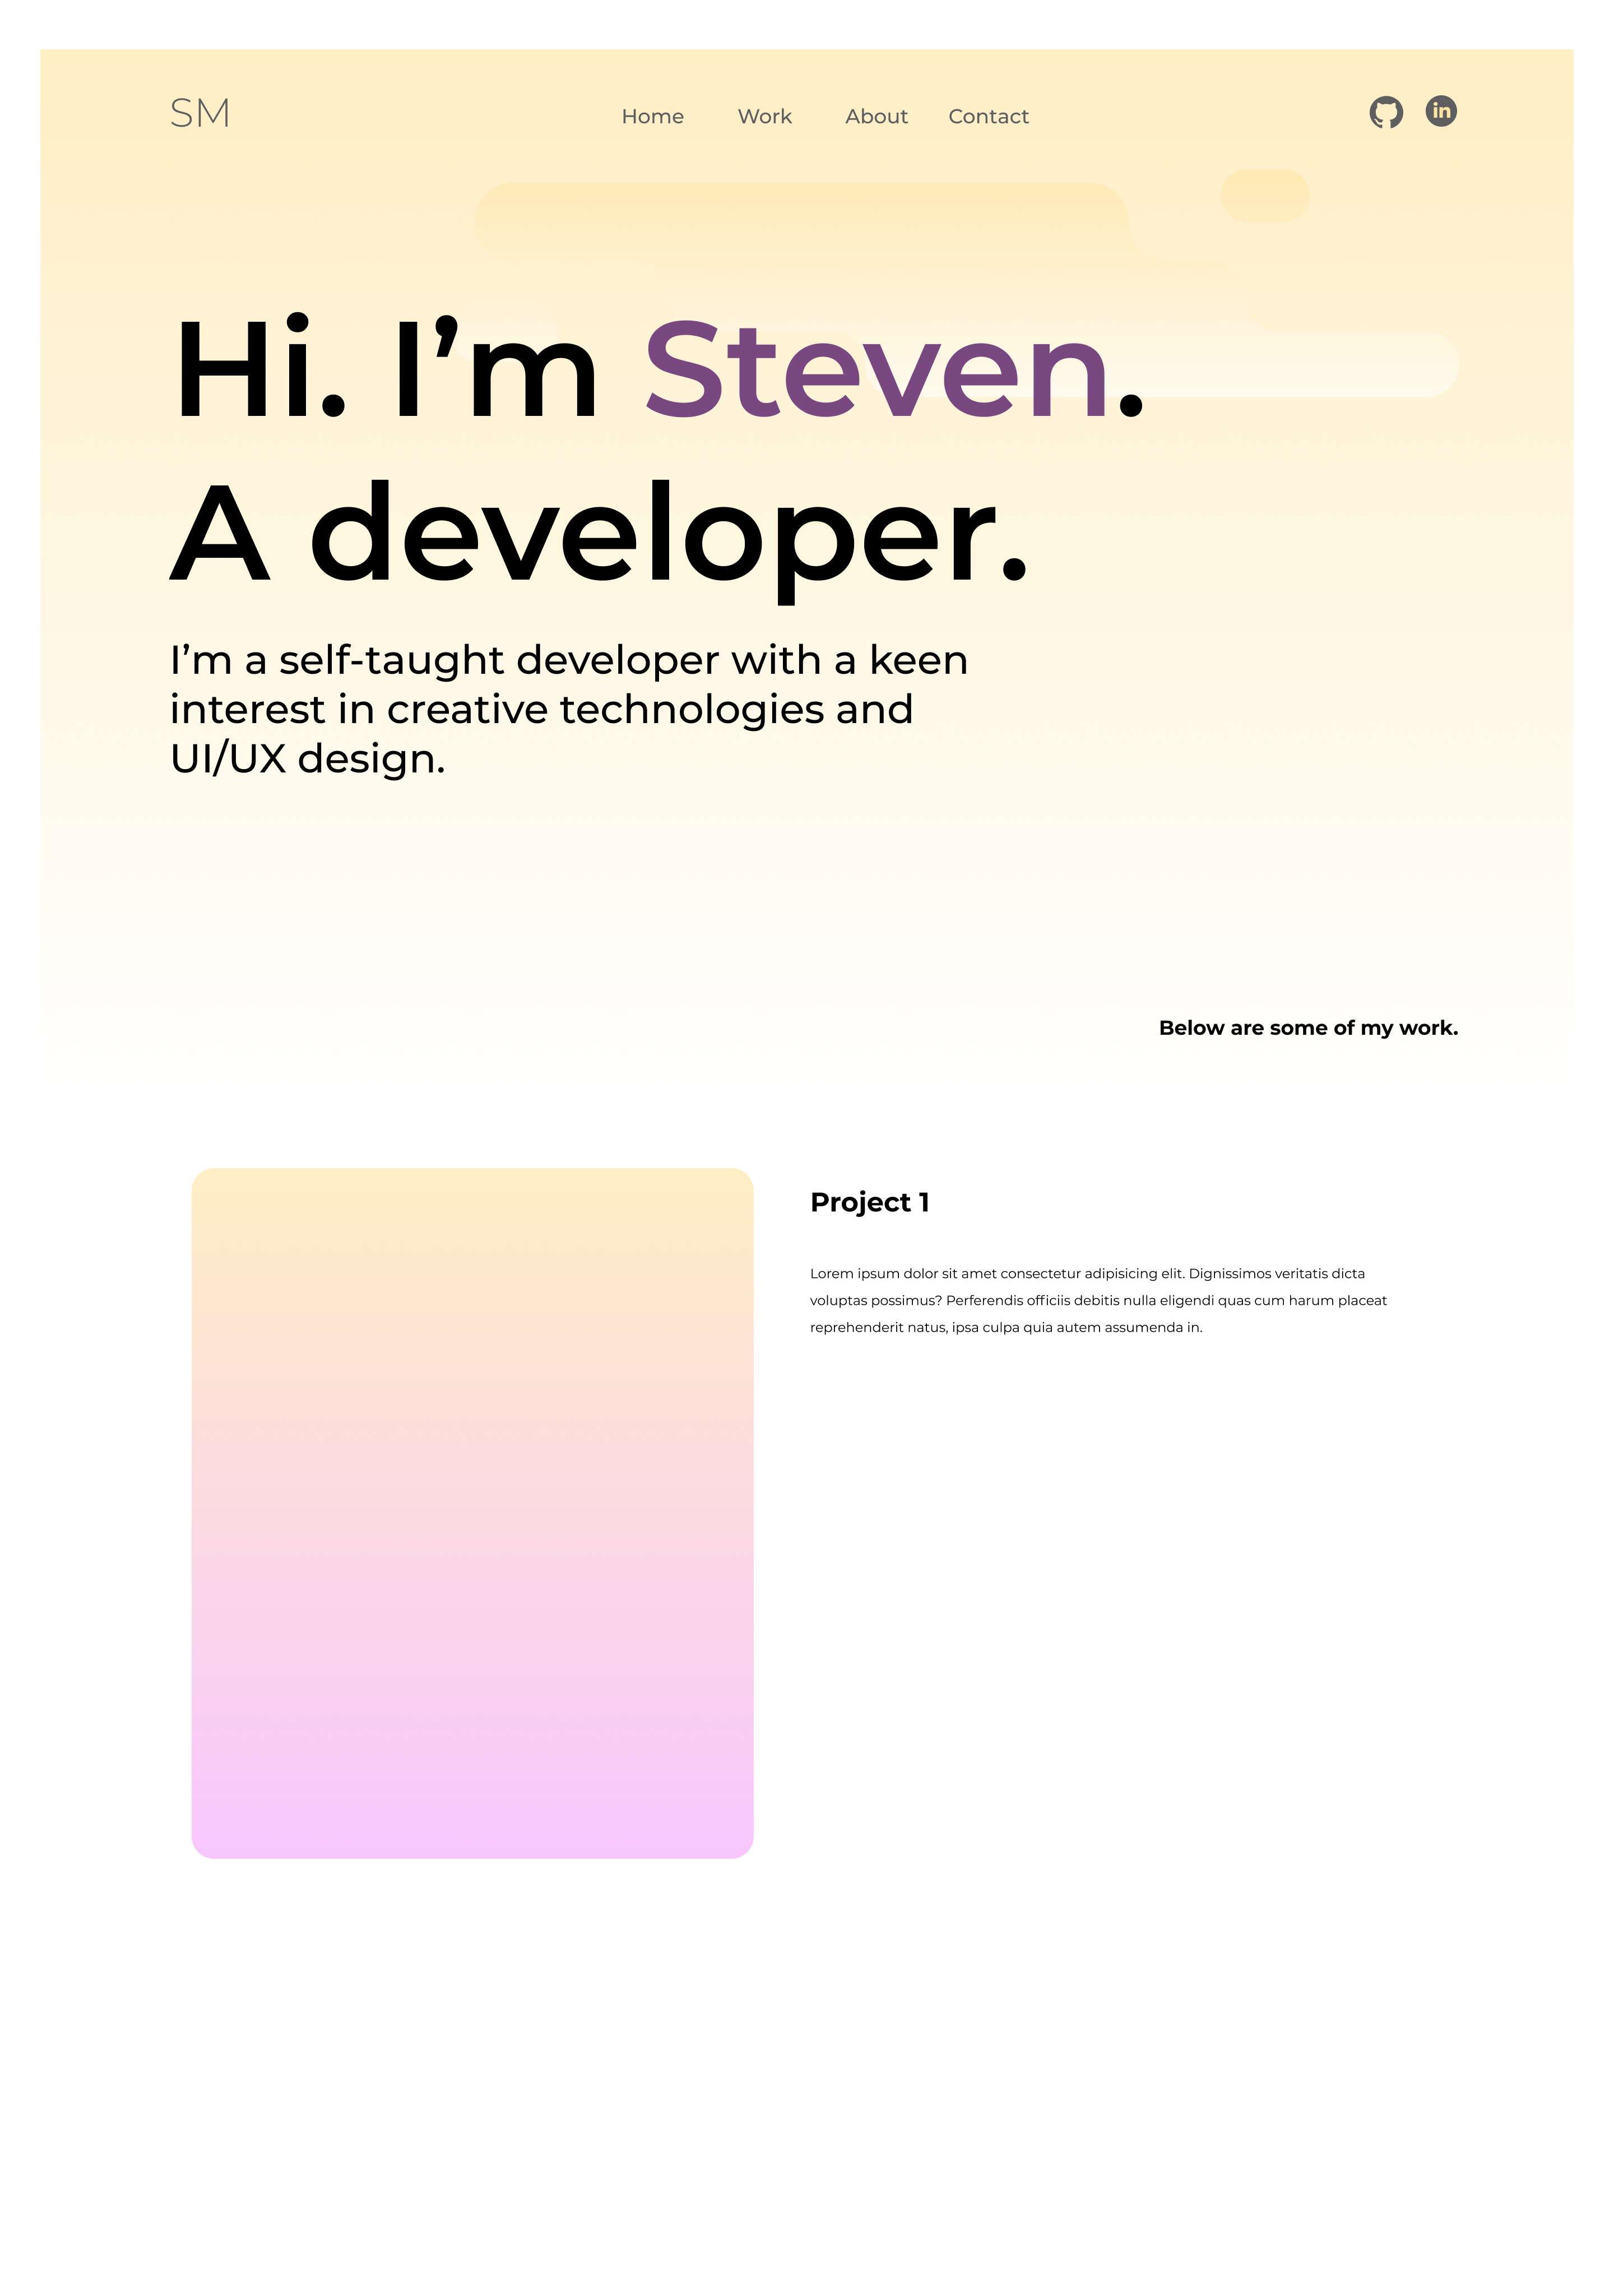 SM
Home Work About Contact
in
Hi. I’m Steven.
A developer.
I’m a self-taught developer with a keen
interest in creative technologies and
UI/UX design.
Below are some of my work.
Project 1
Lorem ipsum dolor sit amet consectetur adipisicing elit. Dignissimos veritatis dicta
voluptas possimus? Perferendis officiis debitis nulla eligendi quas cum harum placeat
reprehenderit natus, ipsa culpa quia autem assumenda in.